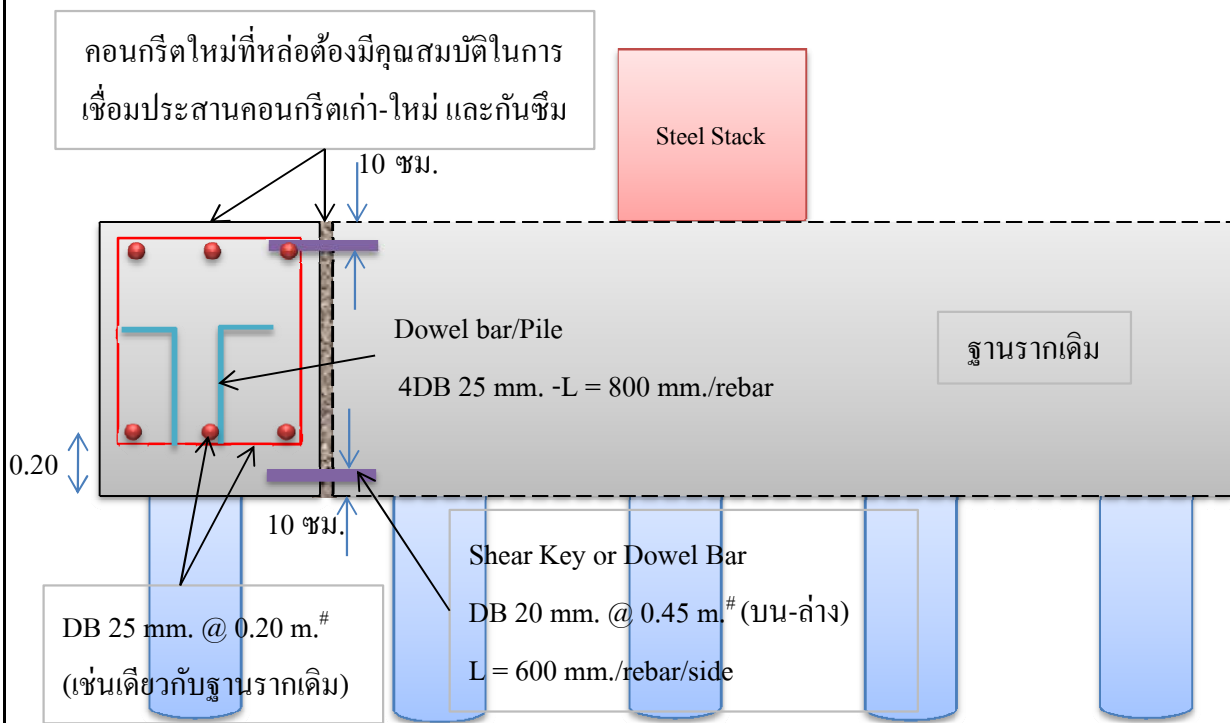 คอนกรีตใหม่ที่หล่อต้องมีคุณสมบัติในการ
เชื่อมประสานคอนกรีตเก่า-ใหม่ และกันซึม
Steel Stack
10 ซม.
Dowel bar/Pile
4DB 25 mm. -L = 800 mm./rebar
ฐานรากเดิม
0.20
10 ซม.
Shear Key or Dowel Bar
DB 20 mm. @ 0.45 m.# (บน-ล่าง)
L = 600 mm./rebar/side
DB 25 mm. @ 0.20 m.#
(เช่นเดียวกับฐานรากเดิม)